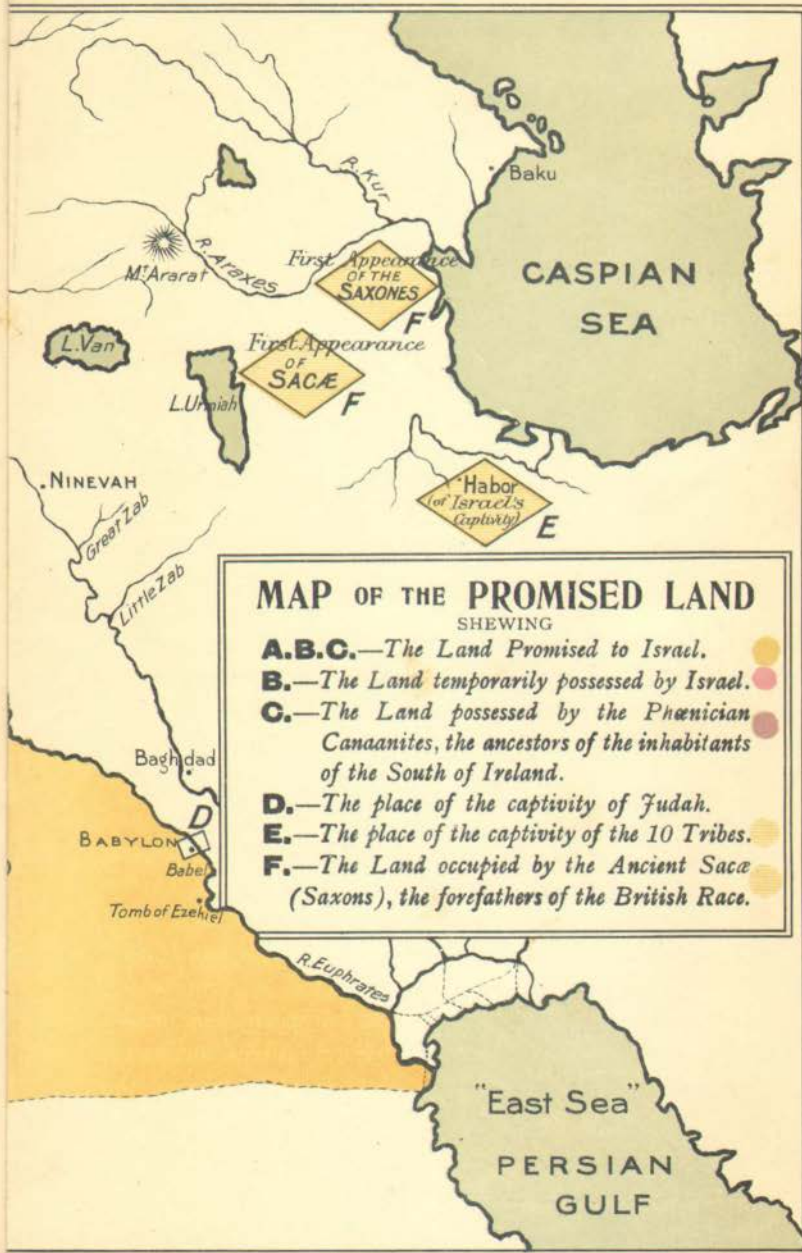 Baku
R. Kur
CASPIAN
SEA
Mt Ararat
R. Araxes
First Appearance
OF THE
SAXONES
F
L. Van
L. Urmiah
First Appearance
OF
SACÆ
F
NINEVAH
Great Zab
Little Zab
Habor
(of Israel's
Captivity)
E
MAP OF THE PROMISED LAND
SHEWING
A.B.C.—The Land Promised to Israel.
B.—The Land temporarily possessed by Israel.
C.—The Land possessed by the Phœnician
Canaanites, the ancestors of the inhabitants
of the South of Ireland.
D.—The place of the captivity of Judah.
E.—The place of the captivity of the 10 Tribes.
F.—The Land occupied by the Ancient Sacæ
(Saxons), the forefathers of the British Race.
Baghdad
D
BABYLON
Babel
Tomb of Ezekiel
R. Euphrates
"East Sea"
PERSIAN
GULF